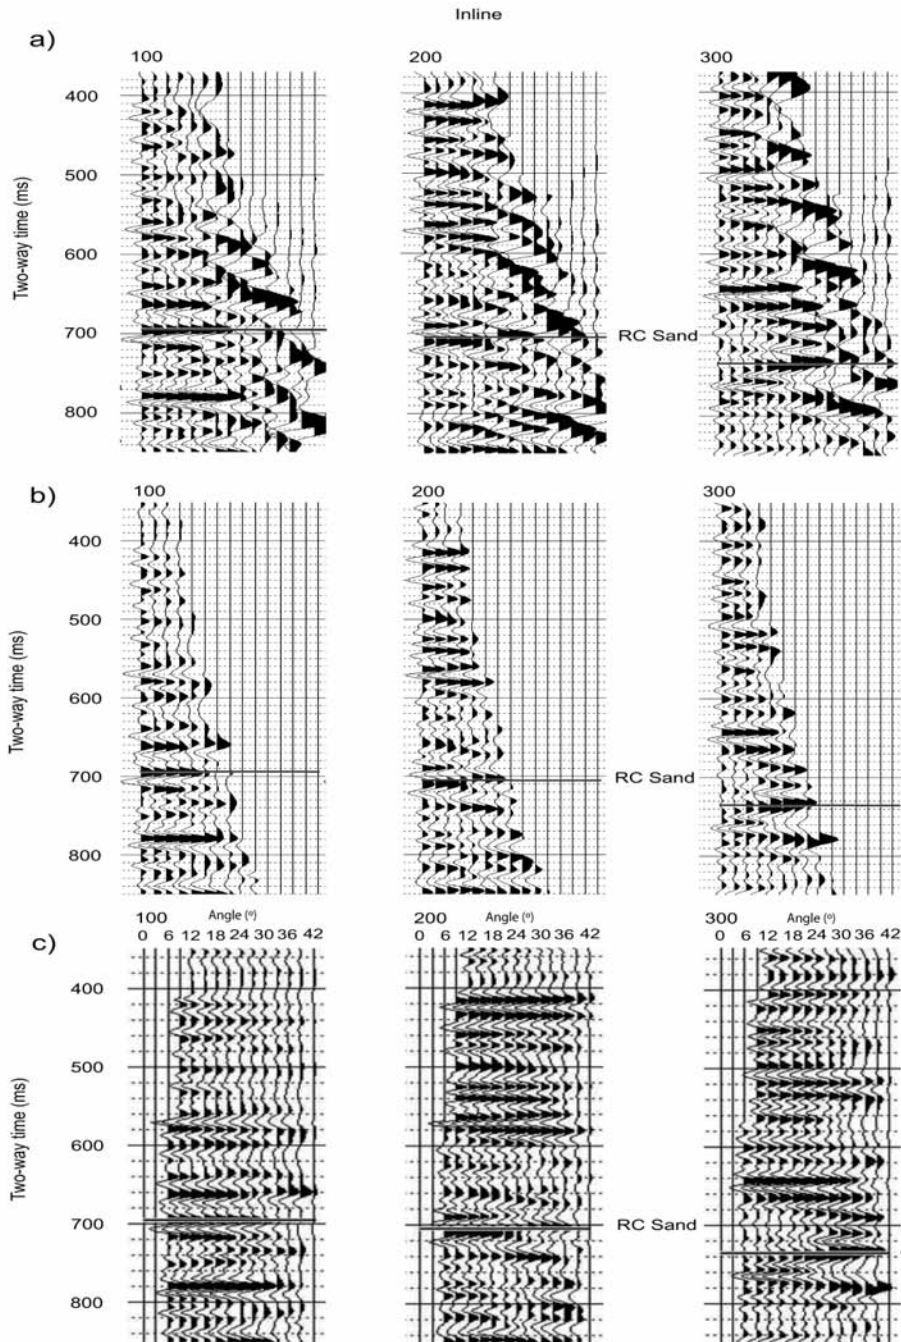 Inline
a)
100 200 300
400
500
600
700
800
Two-way time (ms)
RC Sand
b)
100 200 300
400
500
600
700
800
Two-way time (ms)
RC Sand
c)
100 Angle (º) 200 Angle (º) 300 Angle (º)
0 6 12 18 24 30 36 42 0 6 12 18 24 30 36 42 0 6 12 18 24 30 36 42
400
500
600
700
800
Two-way time (ms)
RC Sand